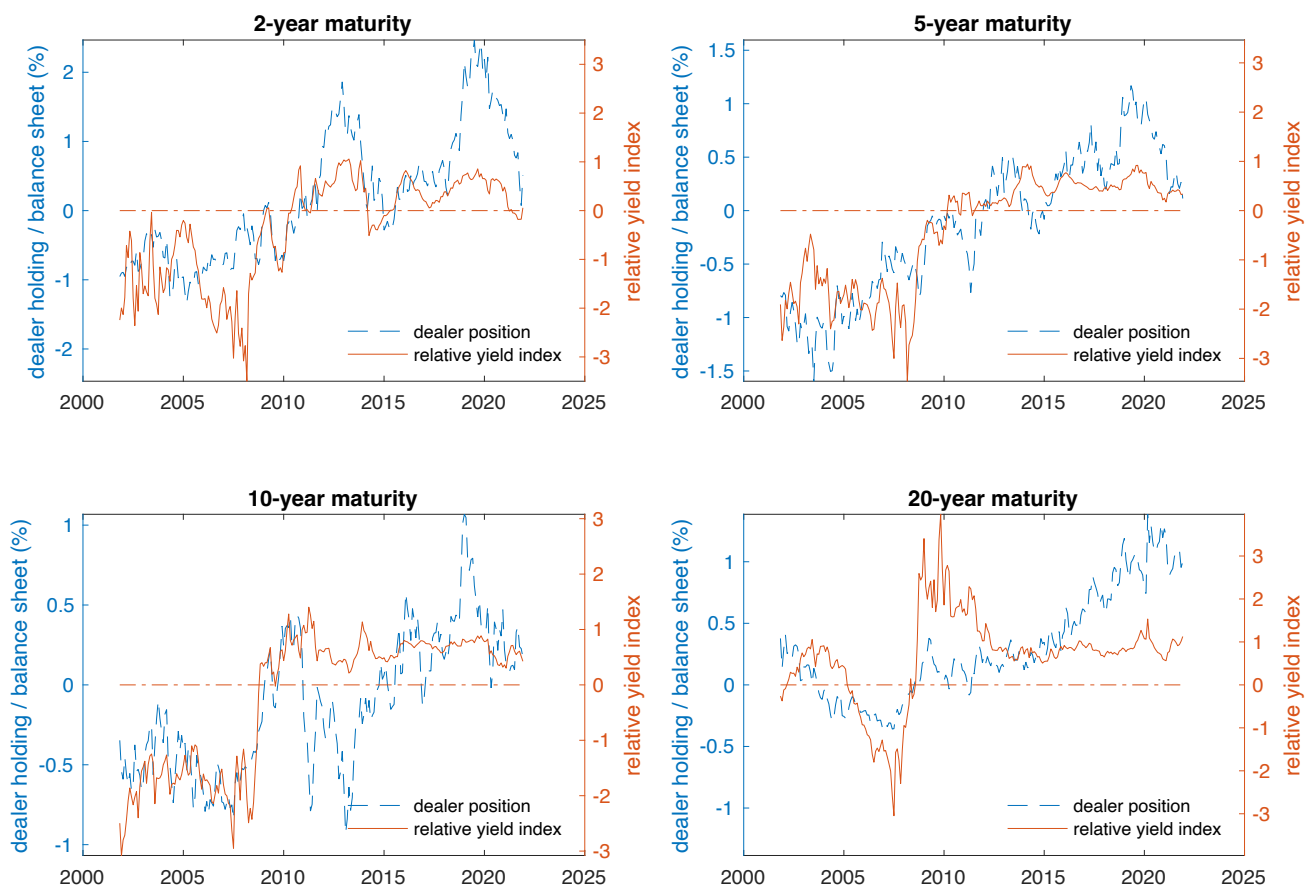 2-year maturity
dealer holding / balance sheet (%)
2
1
0
-1
-2
3
2
1
0
-1
-2
-3
relative yield index
dealer position
relative yield index
2000 2005 2010 2015 2020 2025
5-year maturity
dealer holding / balance sheet (%)
1.5
1
0.5
0
-0.5
-1
-1.5
3
2
1
0
-1
-2
-3
relative yield index
dealer position
relative yield index
2000 2005 2010 2015 2020 2025
10-year maturity
dealer holding / balance sheet (%)
1
0.5
0
-0.5
-1
3
2
1
0
-1
-2
-3
relative yield index
dealer position
relative yield index
2000 2005 2010 2015 2020 2025
20-year maturity
dealer holding / balance sheet (%)
1
0.5
0
-0.5
-1
3
2
1
0
-1
-2
-3
relative yield index
dealer position
relative yield index
2000 2005 2010 2015 2020 2025